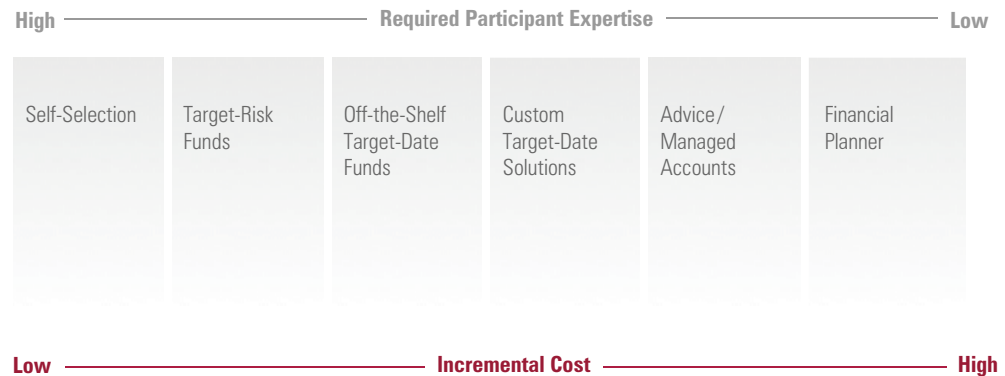 High Required Participant Expertise Low
Self-Selection
Target-Risk
Funds
Off-the-Shelf
Target-Date
Funds
Custom
Target-Date
Solutions
Advice/
Managed
Accounts
Financial
Planner
Low Incremental Cost High